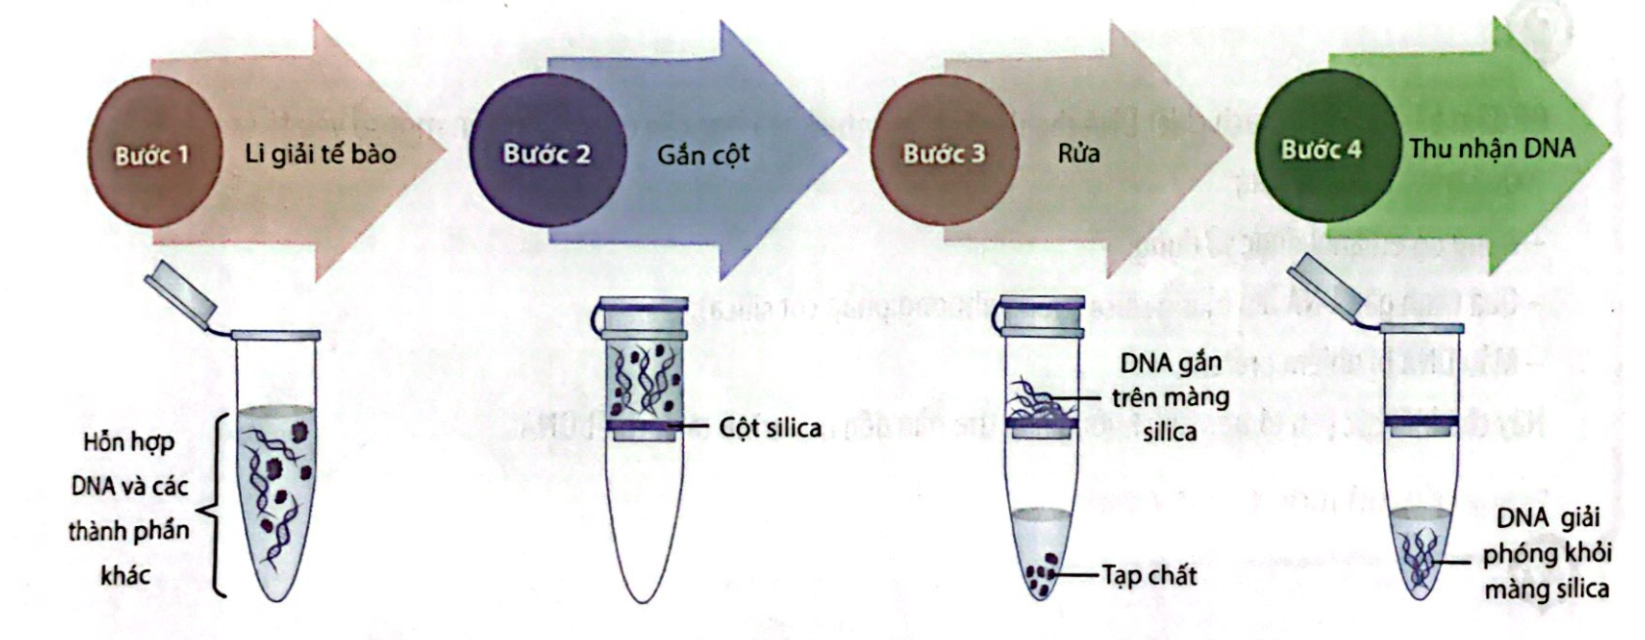 Bước 1
Li giải tế bào
Bước 2
Gắn cột
Bước 3
Rửa
Bước 4
Thu nhận DNA
Hỗn hợp
DNA và các
thành phần
khác
Cột silica
DNA gắn
trên màng
silica
Tạp chất
DNA giải
phóng khỏi
màng silica